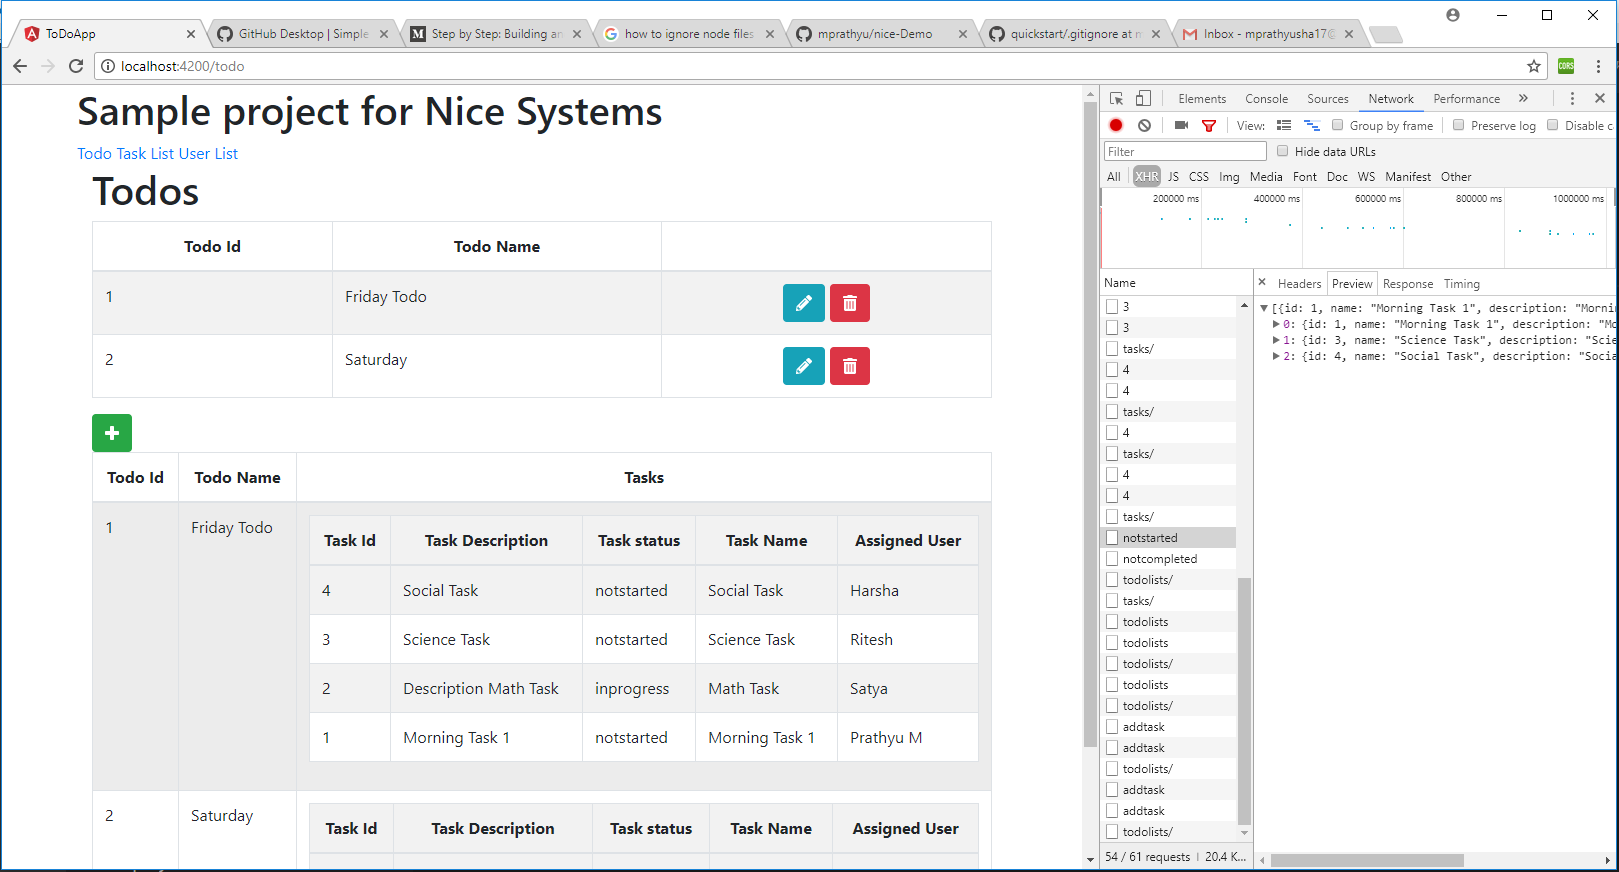 ToDoApp
GitHub Desktop | Simple
Step by Step: Building an
how to ignore node files
mprathyu/nice-Demo
quickstart/.gitignore at m
Inbox - mprathyusha17@
localhost:4200/todo
CORS
Sample project for Nice Systems
Todo Task List User List
Todos
Todo Id Todo Name
1 Friday Todo
2 Saturday
Todo Id Todo Name Tasks
1 Friday Todo
Task Id Task Description Task status Task Name Assigned User
4 Social Task notstarted Social Task Harsha
3 Science Task notstarted Science Task Ritesh
2 Description Math Task inprogress Math Task Satya
1 Morning Task 1 notstarted Morning Task 1 Prathyu M
2 Saturday
Task Id Task Description Task status Task Name Assigned User
Elements Console Sources Network Performance »
View: Group by frame Preserve log Disable c
Filter Hide data URLs
All XHR JS CSS Img Media Font Doc WS Manifest Other
200000 ms 400000 ms 600000 ms 800000 ms 1000000 ms
Name
3
3
tasks/
4
4
tasks/
4
tasks/
4
4
tasks/
notstarted
notcompleted
todolists/
tasks/
todolists
todolists
todolists/
todolists
todolists/
addtask
addtask
todolists/
addtask
addtask
todolists/
54 / 61 requests | 20.4 K...
Headers Preview Response Timing
[{id: 1, name: "Morning Task 1", description: "Morni
0: {id: 1, name: "Morning Task 1", description: "Mo
1: {id: 3, name: "Science Task", description: "Scie
2: {id: 4, name: "Social Task", description: "Socia